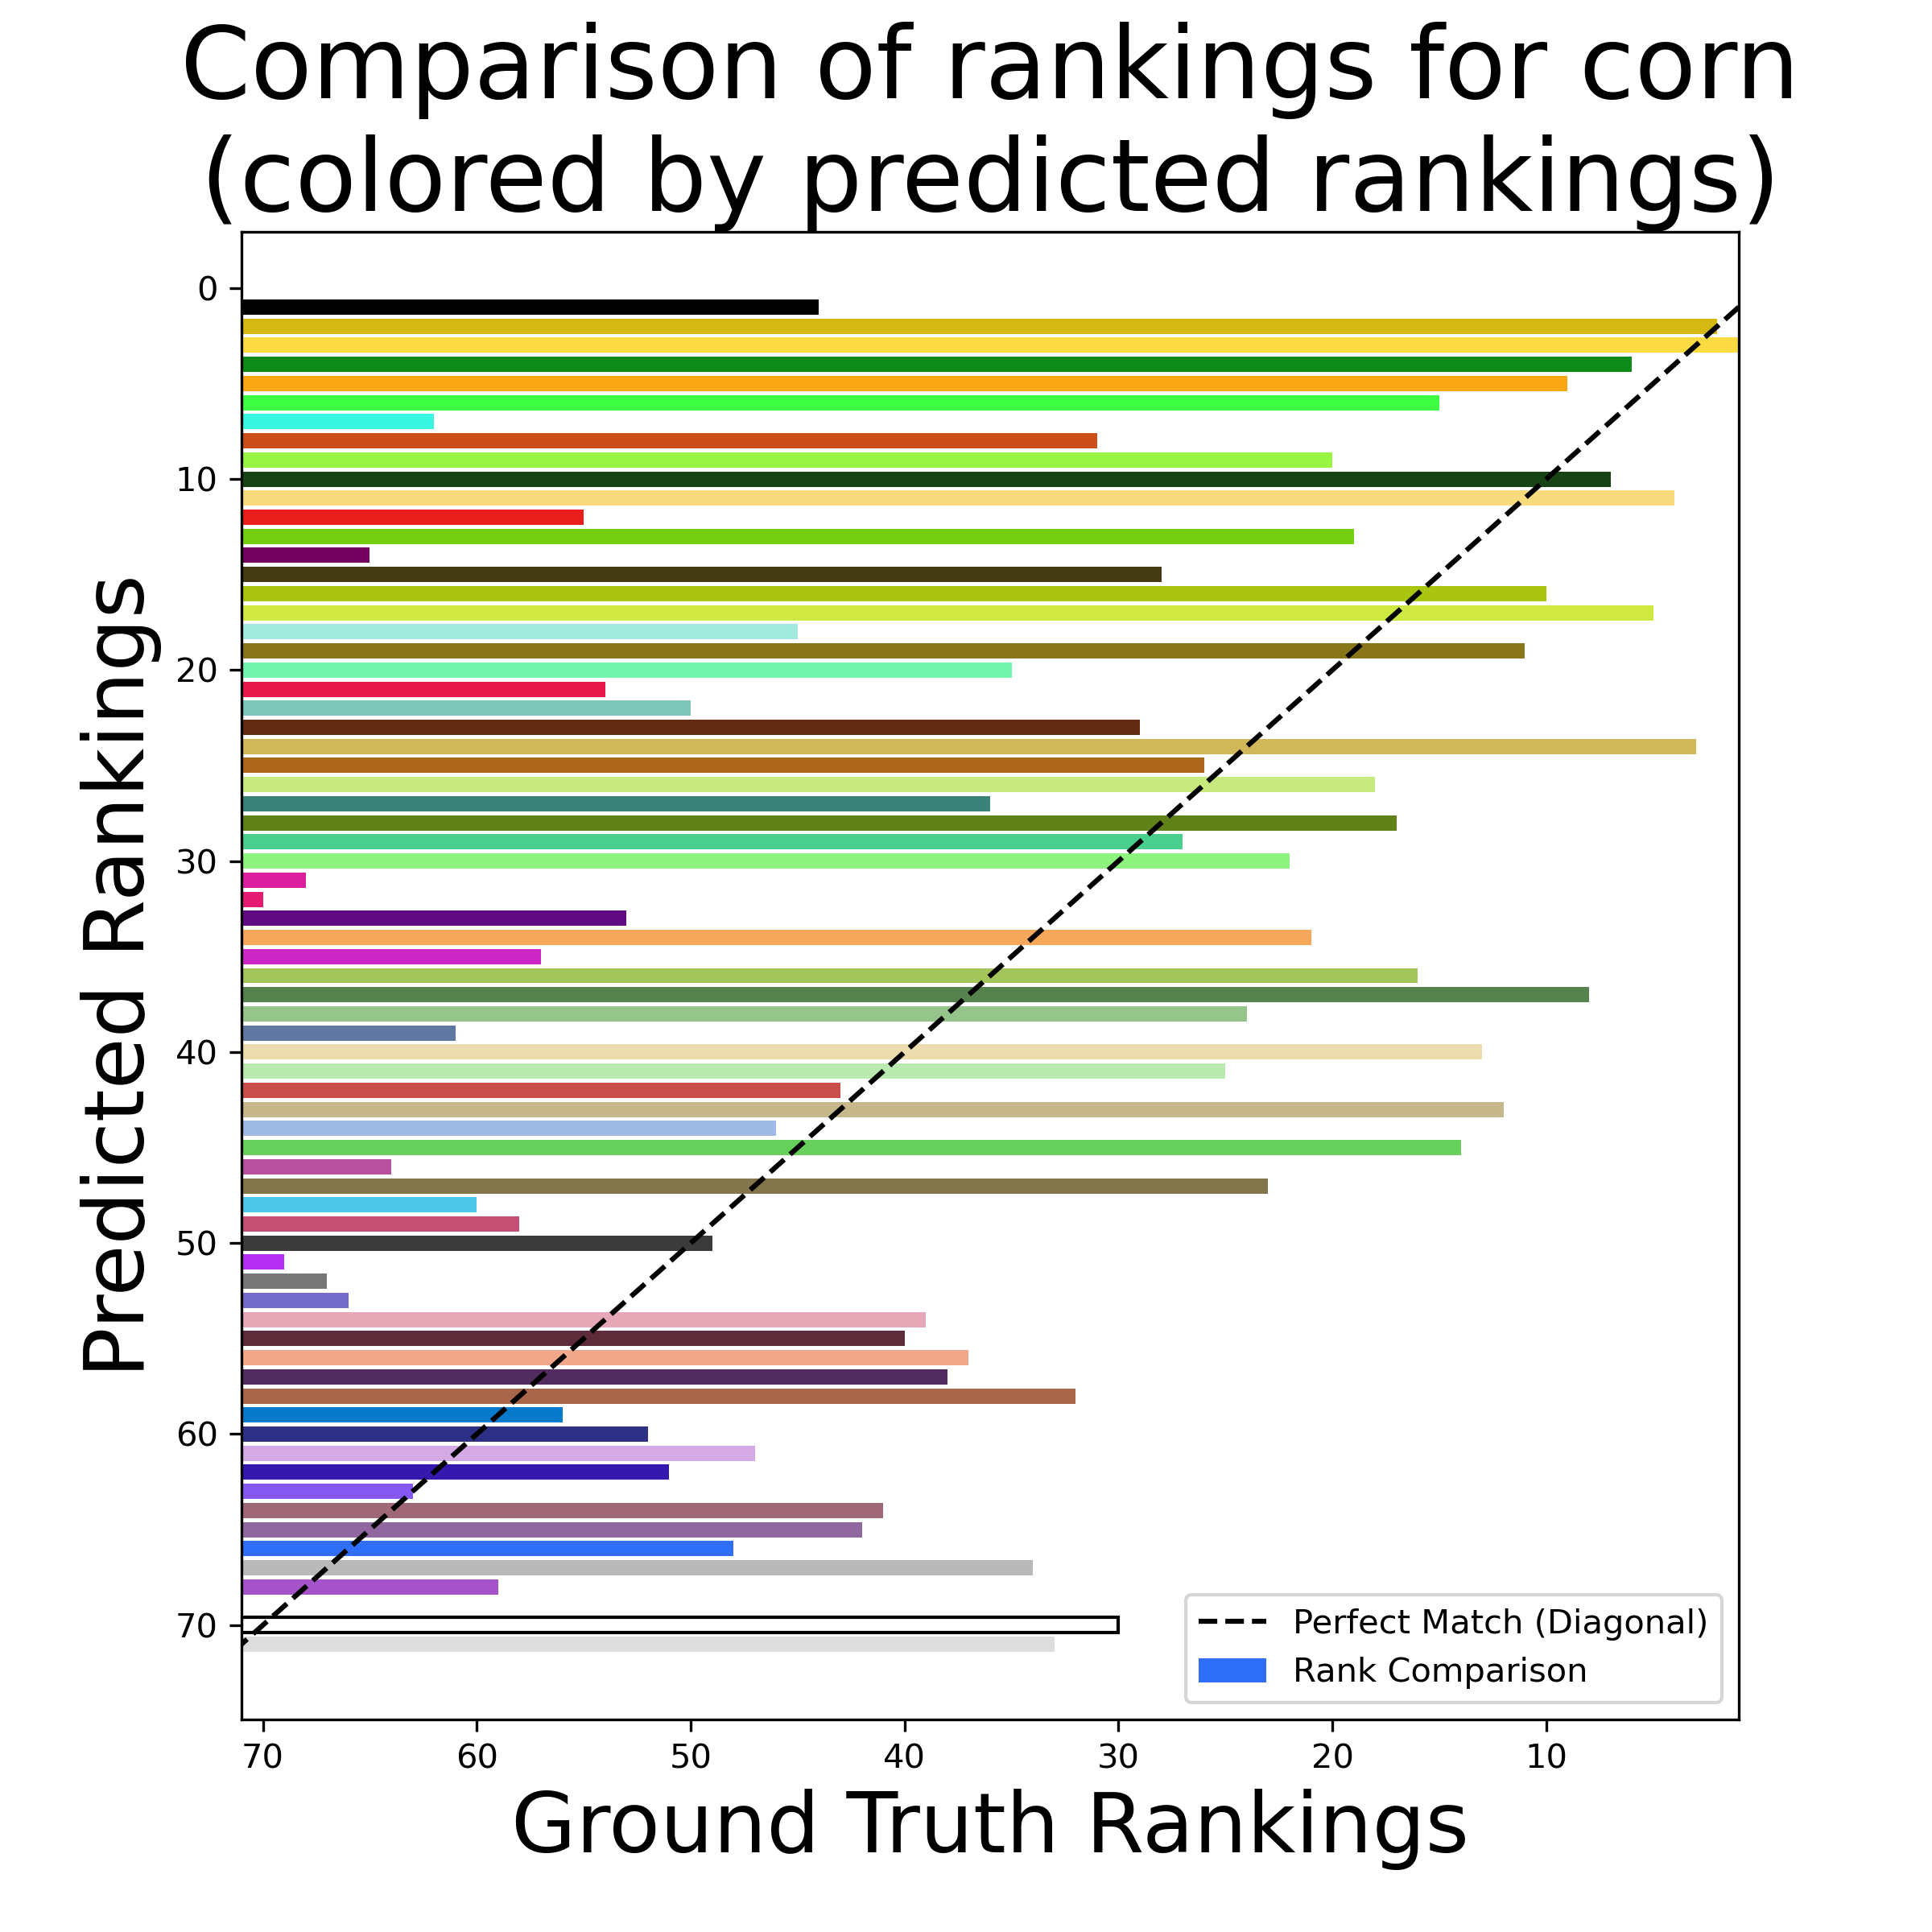 Comparison of rankings for corn
(colored by predicted rankings)
Predicted Rankings
0
10
20
30
40
50
60
70
Perfect Match (Diagonal)
Rank Comparison
70 60 50 40 30 20 10
Ground Truth Rankings